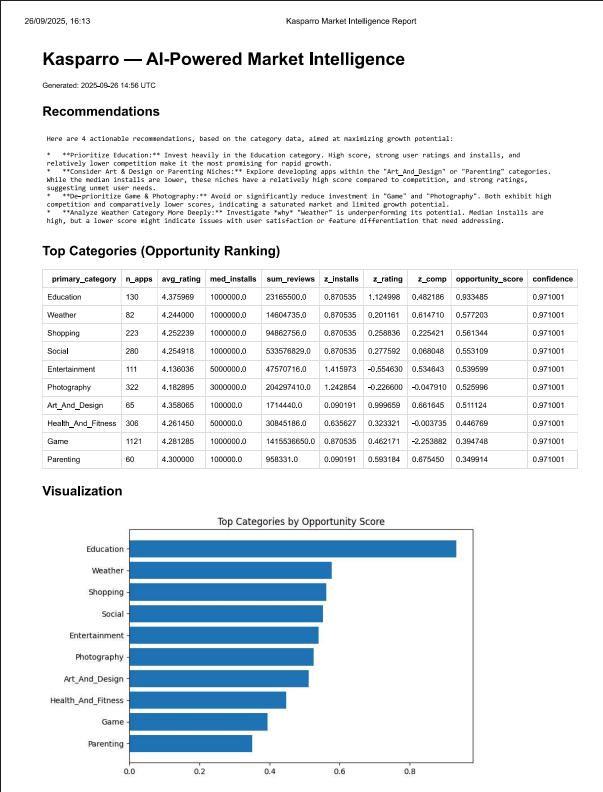 26/09/2025, 16:13 Kasparro Market Intelligence Report
Kasparro — AI-Powered Market Intelligence
Generated: 2025-09-26 14:56 UTC
Recommendations
Here are 4 actionable recommendations, based on the category data, aimed at maximizing growth potential:
* **Prioritize Education:** Invest heavily in the Education category. High score, strong user ratings and installs, and
relatively lower competition make it the most promising for rapid growth.
* **Consider Art & Design or Parenting Niches:** Explore developing apps within the "Art_And_Design" or "Parenting" categories.
While the median installs are lower, these niches have a relatively high score compared to competition, and strong ratings,
suggesting unmet user needs.
* **De-prioritize Game & Photography:** Avoid or significantly reduce investment in "Game" and "Photography". Both exhibit high
competition and comparatively lower scores, indicating a saturated market and limited growth potential.
* **Analyze Weather Category More Deeply:** Investigate *why* "Weather" is underperforming its potential. Median installs are
high, but a lower score might indicate issues with user satisfaction or feature differentiation that need addressing.
Top Categories (Opportunity Ranking)
primary_category n_apps avg_rating med_installs sum_reviews z_installs z_rating z_comp opportunity_score confidence
Education 130 4.375969 1000000.0 23165500.0 0.870535 1.124998 0.482186 0.933485 0.971001
Weather 82 4.244000 1000000.0 14604735.0 0.870535 0.201161 0.614710 0.577203 0.971001
Shopping 223 4.252239 1000000.0 94862756.0 0.870535 0.258836 0.225421 0.561344 0.971001
Social 280 4.254918 1000000.0 533576829.0 0.870535 0.277592 0.068048 0.553109 0.971001
Entertainment 111 4.136036 5000000.0 47570716.0 1.415973 -0.554630 0.534643 0.539599 0.971001
Photography 322 4.182895 3000000.0 204297410.0 1.242854 -0.226600 -0.047910 0.525996 0.971001
Art_And_Design 65 4.358065 100000.0 1714440.0 0.090191 0.999659 0.661645 0.511124 0.971001
Health_And_Fitness 306 4.261450 500000.0 30845186.0 0.635627 0.323321 -0.003735 0.446769 0.971001
Game 1121 4.281285 1000000.0 1415536650.0 0.870535 0.462171 -2.253882 0.394748 0.971001
Parenting 60 4.300000 100000.0 958331.0 0.090191 0.593184 0.675450 0.349914 0.971001
Visualization
Top Categories by Opportunity Score
Education
Weather
Shopping
Social
Entertainment
Photography
Art_And_Design
Health_And_Fitness
Game
Parenting
0.0 0.2 0.4 0.6 0.8